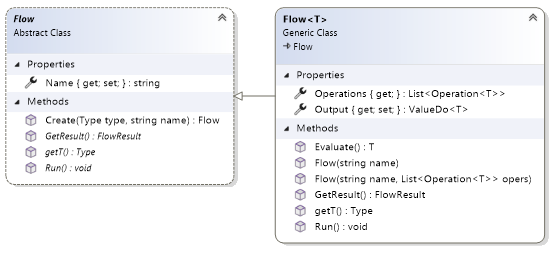 Flow
Abstract Class
Properties
Name { get; set; } : string
Methods
Create(Type type, string name) : Flow
GetResult() : FlowResult
getT() : Type
Run() : void
Flow<T>
Generic Class
Flow
Properties
Operations { get; } : List<Operation<T>>
Output { get; set; } : ValueDo<T>
Methods
Evaluate() : T
Flow(string name)
Flow(string name, List<Operation<T>> opers)
GetResult() : FlowResult
getT() : Type
Run() : void